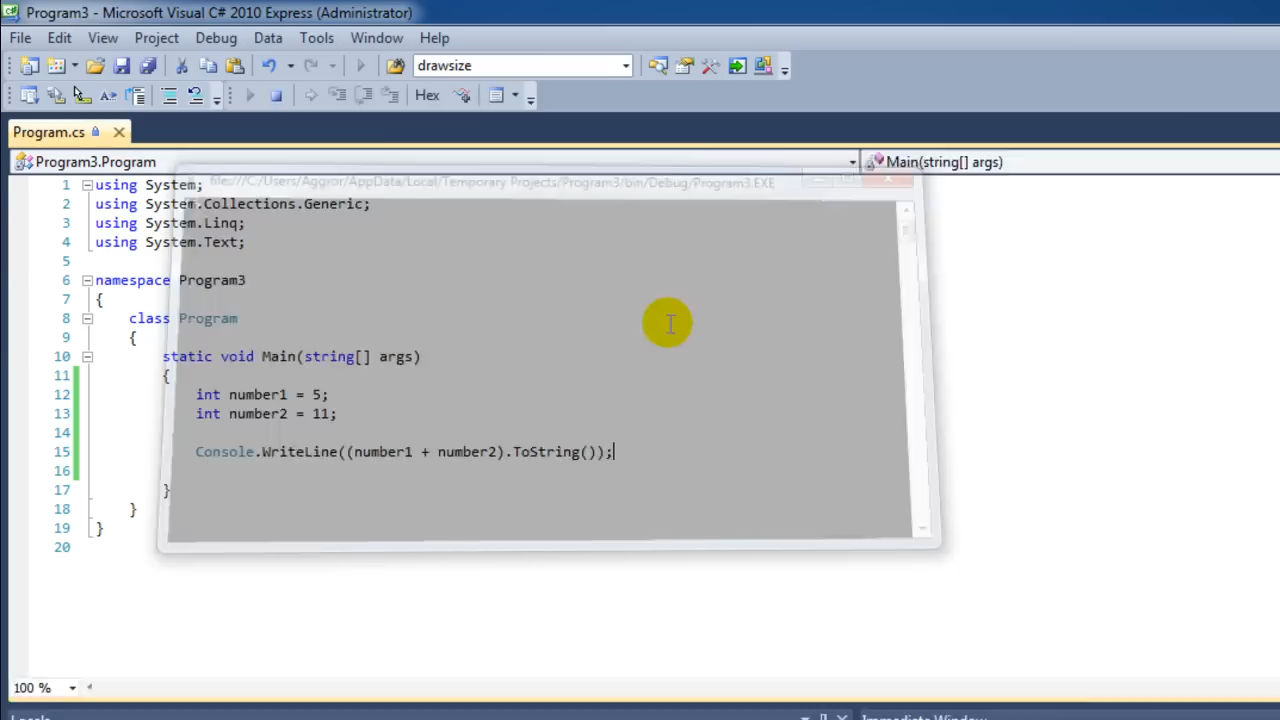 Program3 - Microsoft Visual C# 2010 Express (Administrator)
File Edit View Project Debug Data Tools Window Help
drawsize
Hex
Program.cs
Program3.Program Main(string[] args)
file:///C:/Users/Aggror/AppData/Local/Temporary Projects/Program3/bin/Debug/Program3.EXE
1 using System;
2 using System.Collections.Generic;
3 using System.Linq;
4 using System.Text;
5
6 namespace Program3
7 {
8 class Program
9 {
10 static void Main(string[] args)
11 {
12 int number1 = 5;
13 int number2 = 11;
14
15 Console.WriteLine((number1 + number2).ToString());
16
17 }
18 }
19 }
20
100 %
Locals Immediate Window